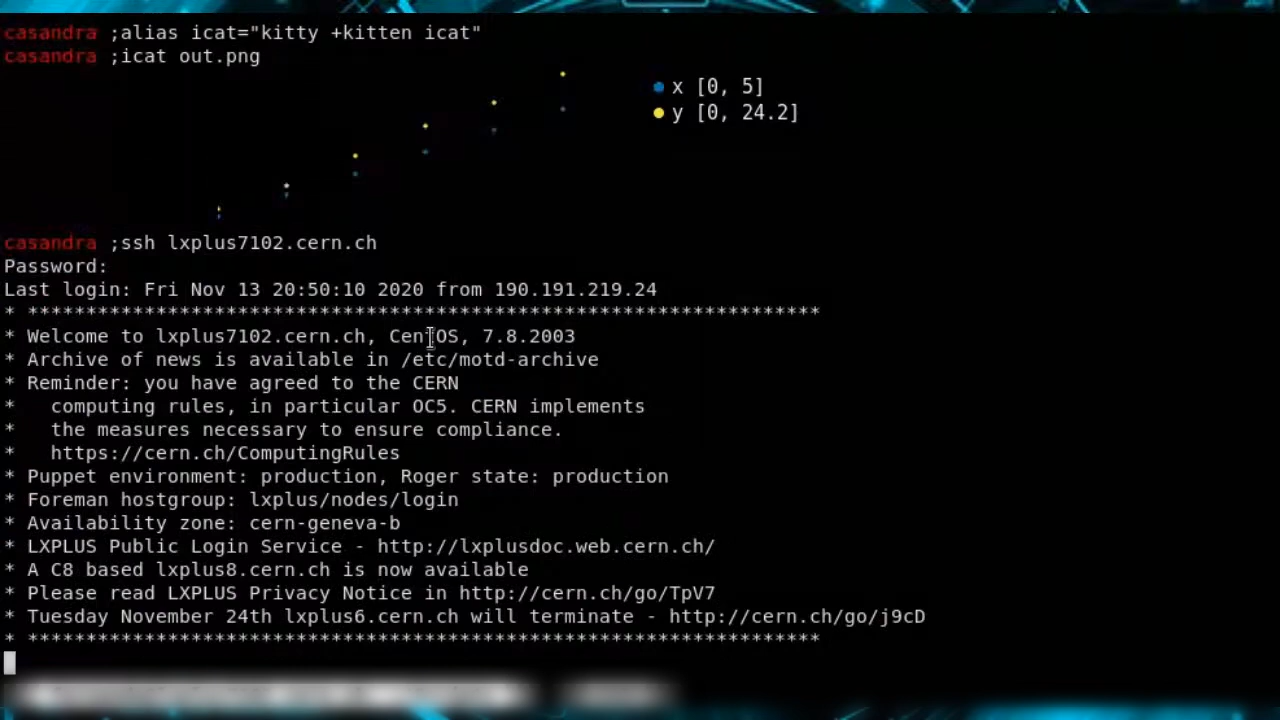 casandra ;alias icat="kitty +kitten icat"
casandra ;icat out.png
x [0, 5]
y [0, 24.2]
casandra ;ssh lxplus7102.cern.ch
Password:
Last login: Fri Nov 13 20:50:10 2020 from 190.191.219.24
* ********************************************************************
* Welcome to lxplus7102.cern.ch, CentOS, 7.8.2003
* Archive of news is available in /etc/motd-archive
* Reminder: you have agreed to the CERN
*   computing rules, in particular OC5. CERN implements
*   the measures necessary to ensure compliance.
*   https://cern.ch/ComputingRules
* Puppet environment: production, Roger state: production
* Foreman hostgroup: lxplus/nodes/login
* Availability zone: cern-geneva-b
* LXPLUS Public Login Service - http://lxplusdoc.web.cern.ch/
* A C8 based lxplus8.cern.ch is now available
* Please read LXPLUS Privacy Notice in http://cern.ch/go/TpV7
* Tuesday November 24th lxplus6.cern.ch will terminate - http://cern.ch/go/j9cD
* ********************************************************************